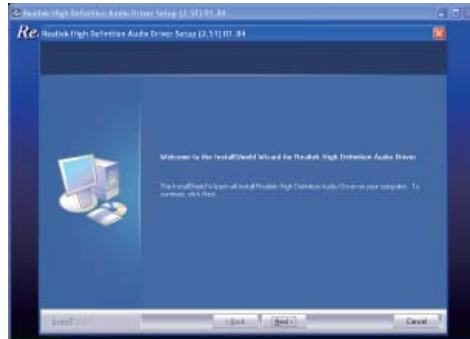 Realtek High Definition Audio Driver Setup (2.51) R1.84
Re
Realtek High Definition Audio Driver Setup (2.51) R1.84
Welcome to the InstallShield Wizard for Realtek High Definition Audio Driver
The InstallShield Wizard will install Realtek High Definition Audio Driver on your computer. To
continue, click Next.
InstallShield
< Back
Next >
Cancel